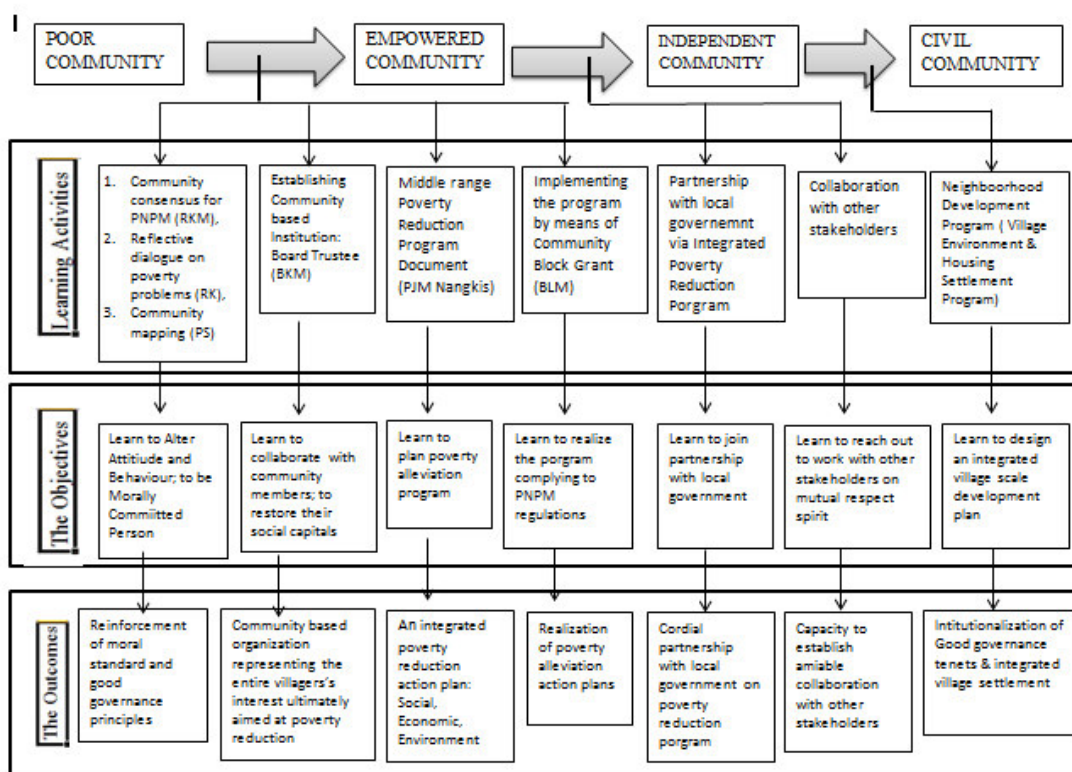 POOR
COMMUNITY
EMPOWERED
COMMUNITY
INDEPENDENT
COMMUNITY
CIVIL
COMMUNITY
Learning Activities
1. Community
consensus for
PNPM (RKM),
2. Reflective
dialogue on
poverty
problems (RK),
3. Community
mapping (PS)
Establishing
Community
based
Institution:
Board Trustee
(BKM)
Middle range
Poverty
Reduction
Program
Document
(PJM Nangkis)
Implementing
the program
by means of
Community
Block Grant
(BLM)
Partnership
with local
governemnt
via Integrated
Poverty
Reduction
Porgram
Collaboration
with other
stakeholders
Neighboorhood
Development
Program ( Village
Environment &
Housing
Settlement
Program)
The Objectives
Learn to Alter
Attitiude and
Behaviour; to be
Morally
Commiitted
Person
Learn to
collaborate with
community
members; to
restore their
social capitals
Learn to
plan poverty
alleviation
program
Learn to realize
the porgram
complying to
PNPM
regulations
Learn to join
partnership
with local
government
Learn to reach out
to work with other
stakeholders on
mutual respect
spirit
Learn to design
an integrated
village scale
development
plan
The Outcomes
Reinforcement
of moral
standard and
good
governance
principles
Community based
organization
representing the
entire villagers's
interest ultimately
aimed at poverty
reduction
An integrated
poverty
reduction
action plan:
Social,
Economic,
Environment
Realization
of poverty
alleviation
action plans
Cordial
partnership
with local
government on
poverty
reduction
porgram
Capacity to
establish
amiable
collaboration
with other
stakeholders
Intitutionalization of
Good governance
tenets & integrated
village settlement